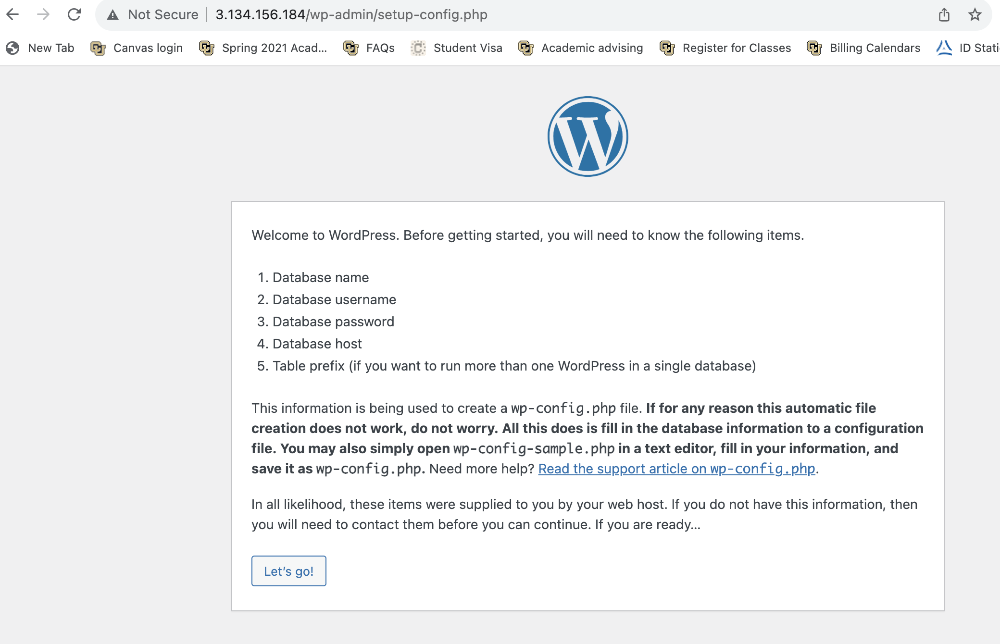 Not Secure | 3.134.156.184/wp-admin/setup-config.php
New Tab Canvas login Spring 2021 Acad... FAQs Student Visa Academic advising Register for Classes Billing Calendars ID Stati
Welcome to WordPress. Before getting started, you will need to know the following items.
1. Database name
2. Database username
3. Database password
4. Database host
5. Table prefix (if you want to run more than one WordPress in a single database)
This information is being used to create a wp-config.php file. If for any reason this automatic file
creation does not work, do not worry. All this does is fill in the database information to a configuration
file. You may also simply open wp-config-sample.php in a text editor, fill in your information, and
save it as wp-config.php. Need more help? Read the support article on wp-config.php.
In all likelihood, these items were supplied to you by your web host. If you do not have this information, then
you will need to contact them before you can continue. If you are ready...
Let’s go!